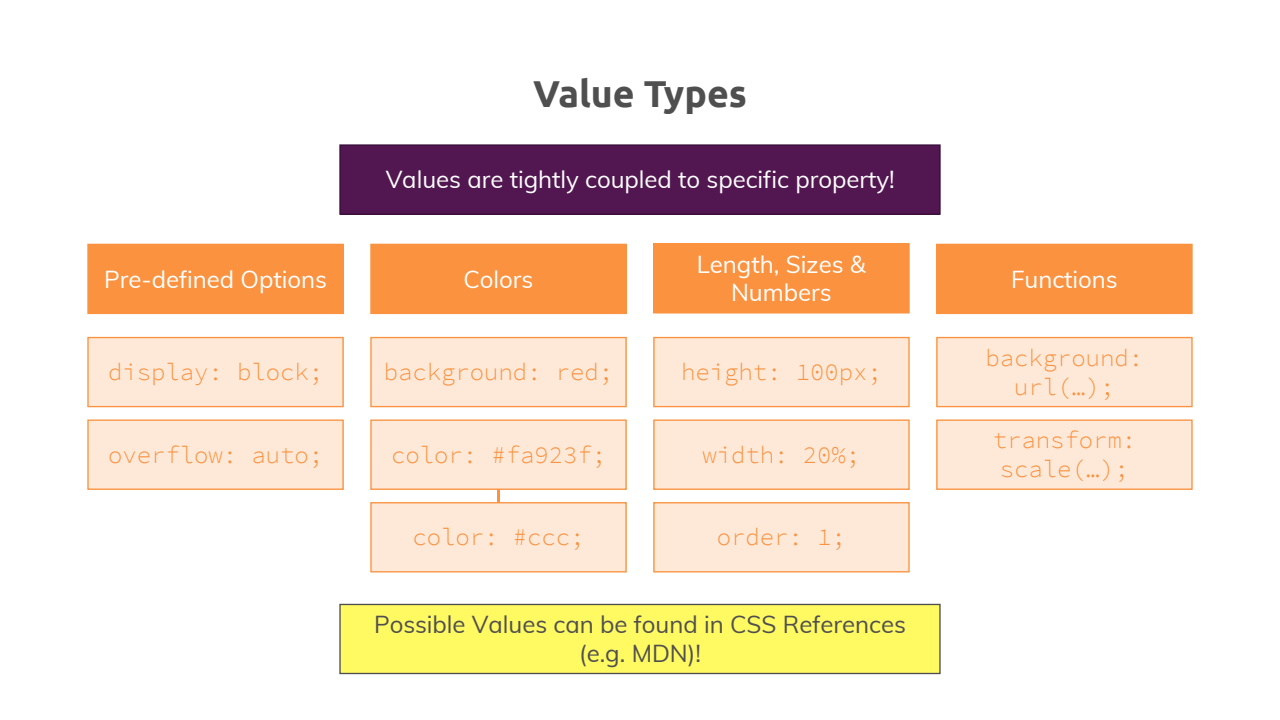 Value Types
Values are tightly coupled to specific property!
Pre-defined Options
display: block;
overflow: auto;
Colors
background: red;
color: #fa923f;
color: #ccc;
Length, Sizes &
Numbers
height: 100px;
width: 20%;
order: 1;
Functions
background:
url(…);
transform:
scale(…);
Possible Values can be found in CSS References
(e.g. MDN)!